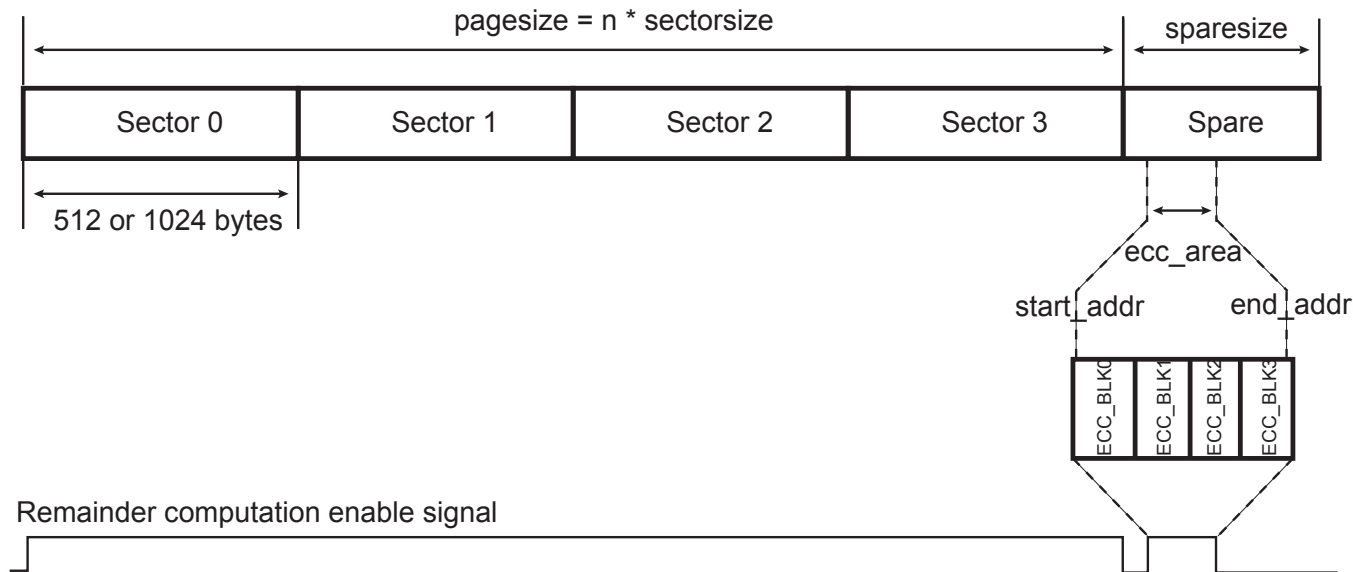 pagesize = n * sectorsize
sparesize
Sector 0
Sector 1
Sector 2
Sector 3
Spare
512 or 1024 bytes
ecc_area
start_addr
end_addr
ECC_BLK0
ECC_BLK1
ECC_BLK2
ECC_BLK3
Remainder computation enable signal